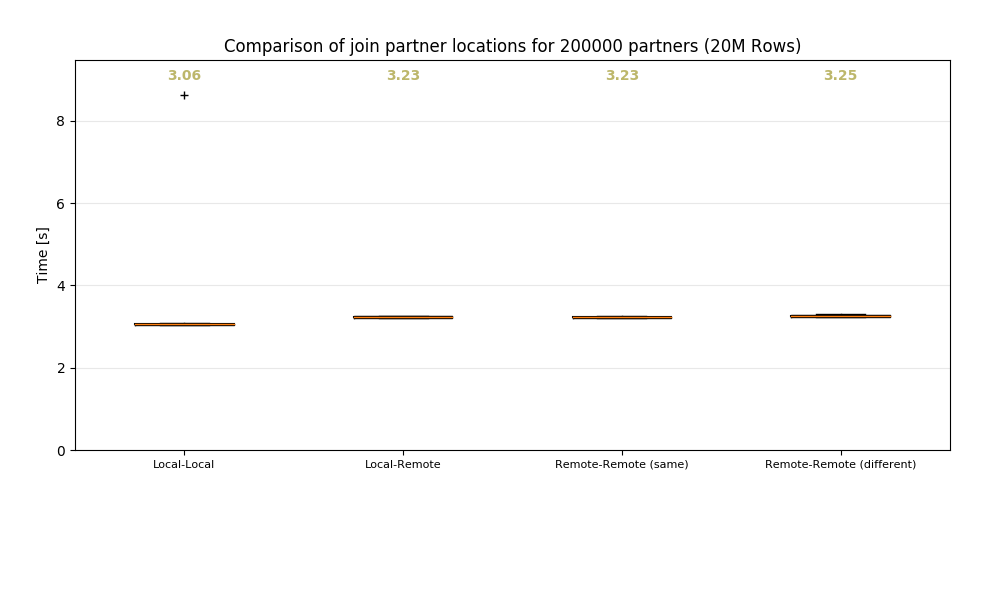 Comparison of join partner locations for 200000 partners (20M Rows)
3.06 3.23 3.23 3.25
8
6
4
2
0
Time [s]
Local-Local Local-Remote Remote-Remote (same) Remote-Remote (different)